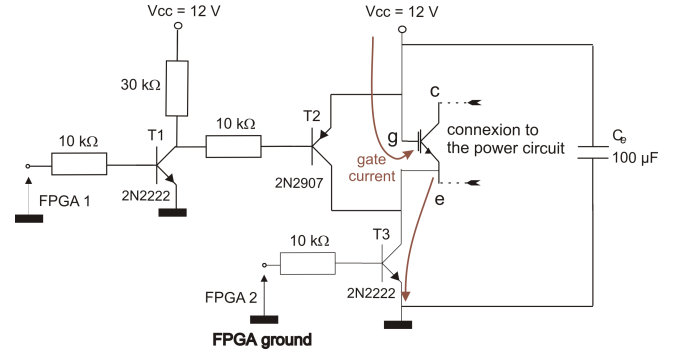 Vcc = 12 V
Vcc = 12 V
30 kΩ
10 kΩ
T1
10 kΩ
T2
c
g
connexion to
the power circuit
Ce
100 µF
gate
current
FPGA 1
2N2222
2N2907
e
10 kΩ
T3
FPGA 2
2N2222
FPGA ground